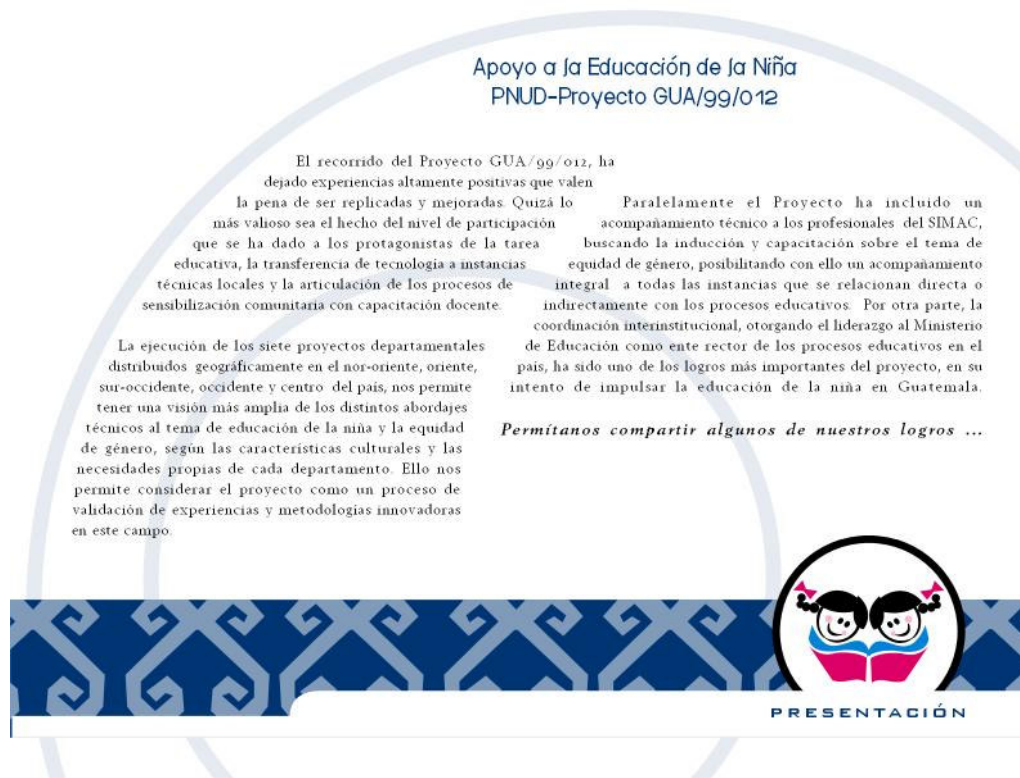 Apoyo a la Educación de la Niña
PNUD-Proyecto GUA/99/012
El recorrido del Proyecto GUA/99/012, ha
dejado experiencias altamente positivas que valen
la pena de ser replicadas y mejoradas. Quizá lo
más valioso sea el hecho del nivel de participación
que se ha dado a los protagonistas de la tarea
educativa, la transferencia de tecnología a instancias
técnicas locales y la articulación de los procesos de
sensibilización comunitaria con capacitación docente.
La ejecución de los siete proyectos departamentales
distribuidos geográficamente en el nor-oriente, oriente,
sur-occidente, occidente y centro del país, nos permite
tener una visión más amplia de los distintos abordajes
técnicos al tema de educación de la niña y la equidad
de género, según las características culturales y las
necesidades propias de cada departamento. Ello nos
permite considerar el proyecto como un proceso de
validación de experiencias y metodologías innovadoras
en este campo.
Paralelamente el Proyecto ha incluido un
acompañamiento técnico a los profesionales del SIMAC,
buscando la inducción y capacitación sobre el tema de
equidad de género, posibilitando con ello un acompañamiento
integral a todas las instancias que se relacionan directa o
indirectamente con los procesos educativos. Por otra parte, la
coordinación interinstitucional, otorgando el liderazgo al Ministerio
de Educación como ente rector de los procesos educativos en el
país, ha sido uno de los logros más importantes del proyecto, en su
intento de impulsar la educación de la niña en Guatemala.
Permítanos compartir algunos de nuestros logros ...
PRESENTACIÓN